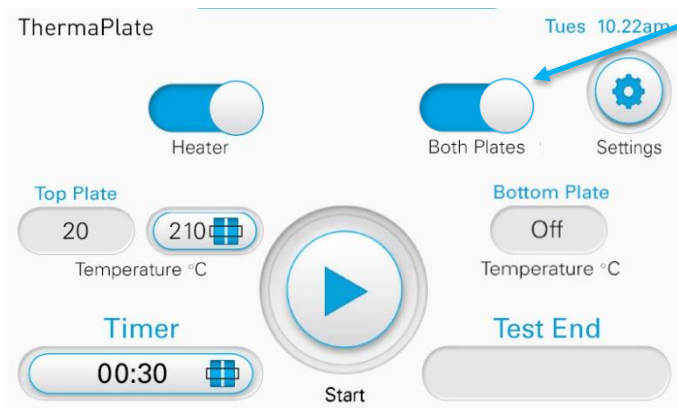 ThermaPlate
Tues 10.22am
Heater
Both Plates
Settings
Top Plate
20
210
Temperature °C
Bottom Plate
Off
Temperature °C
Timer
00:30
Start
Test End